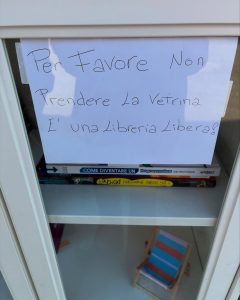 Per Favore Non
Prendere La Vetrina
E' una Libreria Libera!
COME DIVENTARE UN